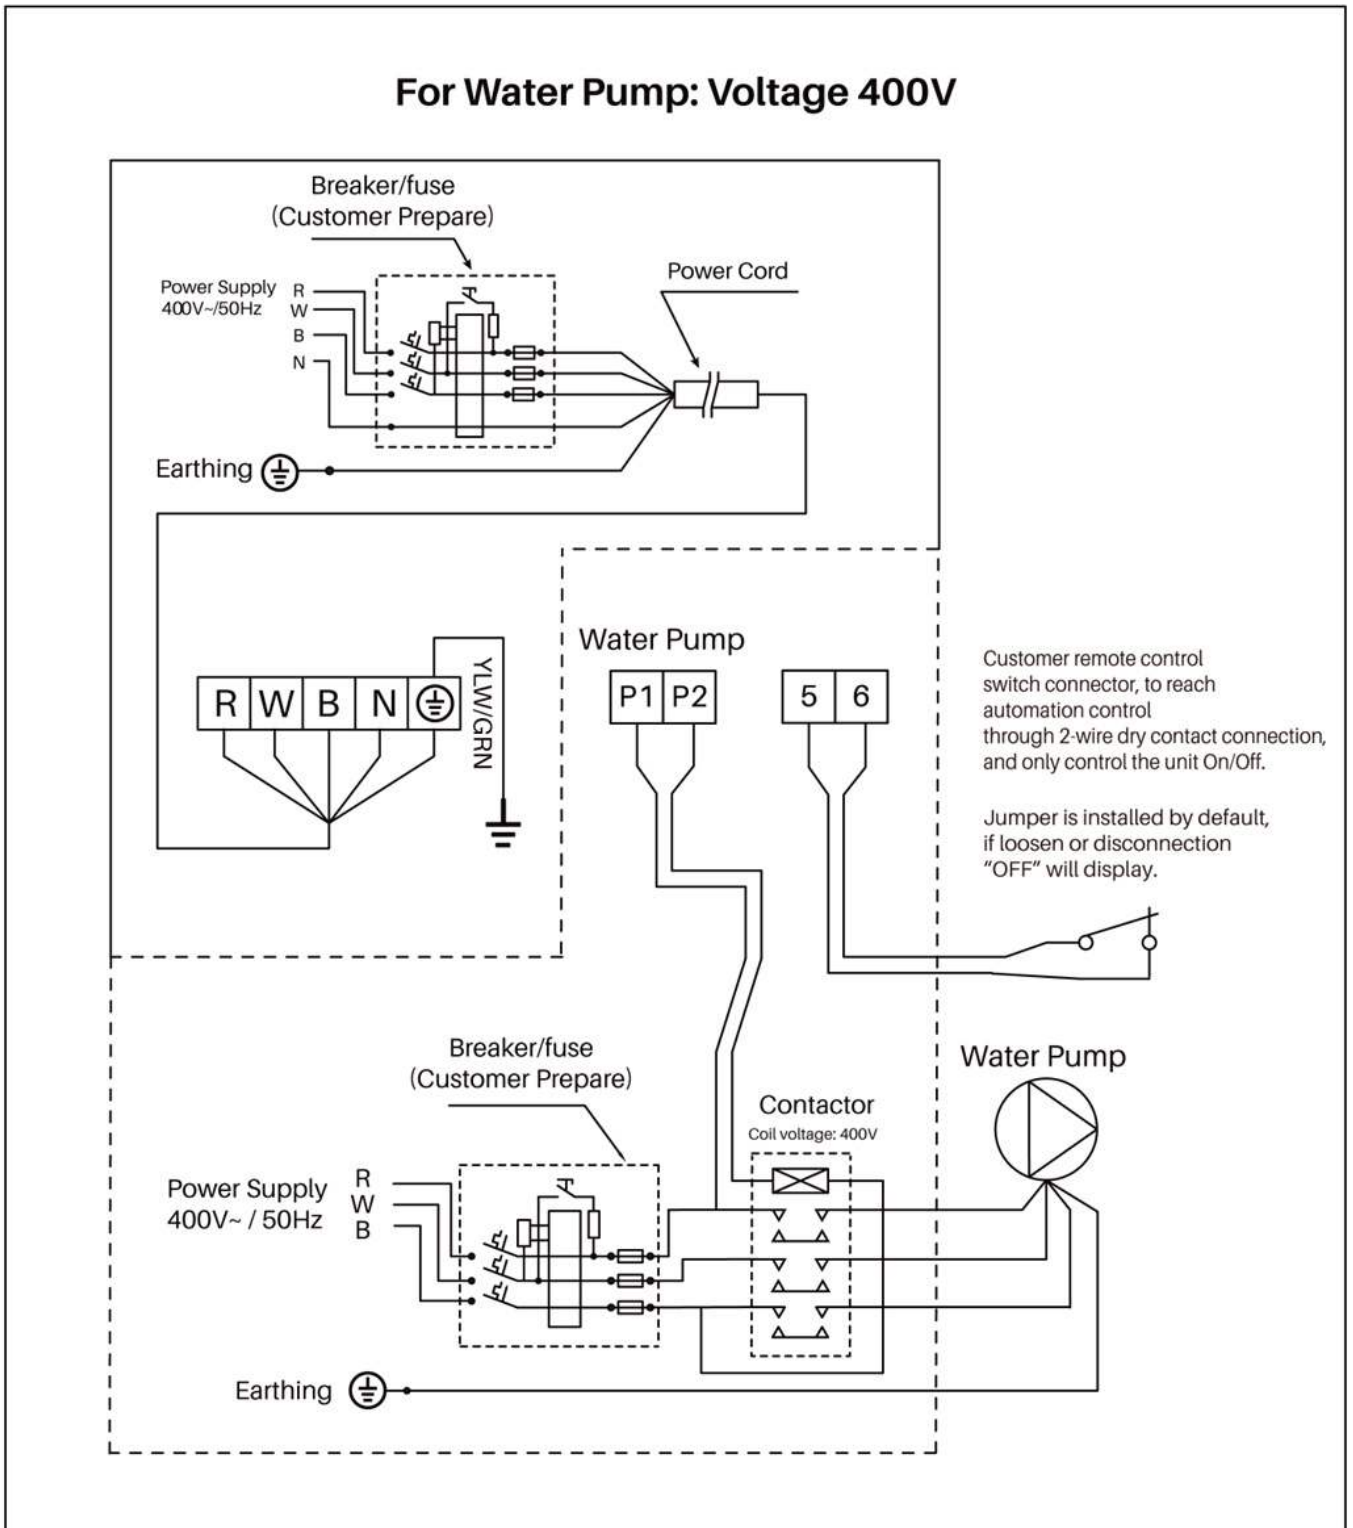 For Water Pump: Voltage 400V
Breaker/fuse
(Customer Prepare)
Power Cord
Power Supply
400V~/50Hz
R
W
B
N
Earthing
R W B N
YLW/GRN
Water Pump
P1 P2
5 6
Customer remote control
switch connector, to reach
automation control
through 2-wire dry contact connection,
and only control the unit On/Off.
Jumper is installed by default,
if loosen or disconnection
“OFF” will display.
Breaker/fuse
(Customer Prepare)
Water Pump
Contactor
Coil voltage: 400V
Power Supply
400V~ / 50Hz
R
W
B
Earthing